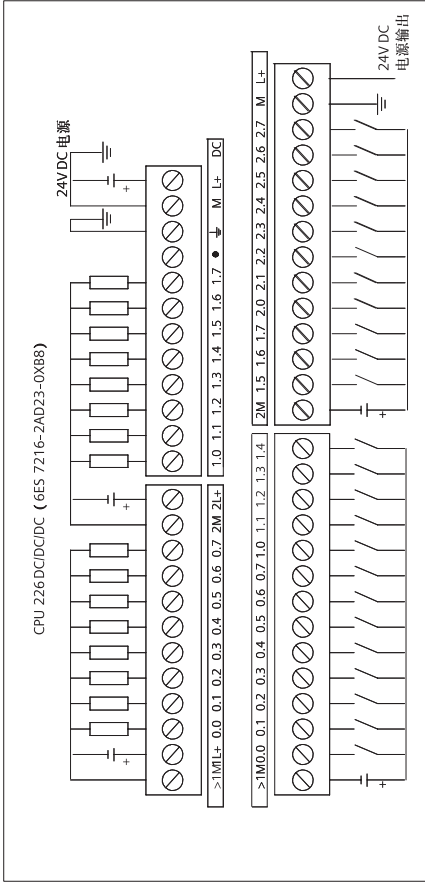 CPU 226 DC/DC/DC（6ES 7216-2AD23-0XB8）
24V DC 电源
>1M1L+ 0.0 0.1 0.2 0.3 0.4 0.5 0.6 0.7 2M 2L+ 1.0 1.1 1.2 1.3 1.4 1.5 1.6 1.7 ● M L+ DC
>1M0.0 0.1 0.2 0.3 0.4 0.5 0.6 0.7 1.0 1.1 1.2 1.3 1.4 2M 1.5 1.6 1.7 2.0 2.1 2.2 2.3 2.4 2.5 2.6 2.7 M L+
24V DC
电源输出